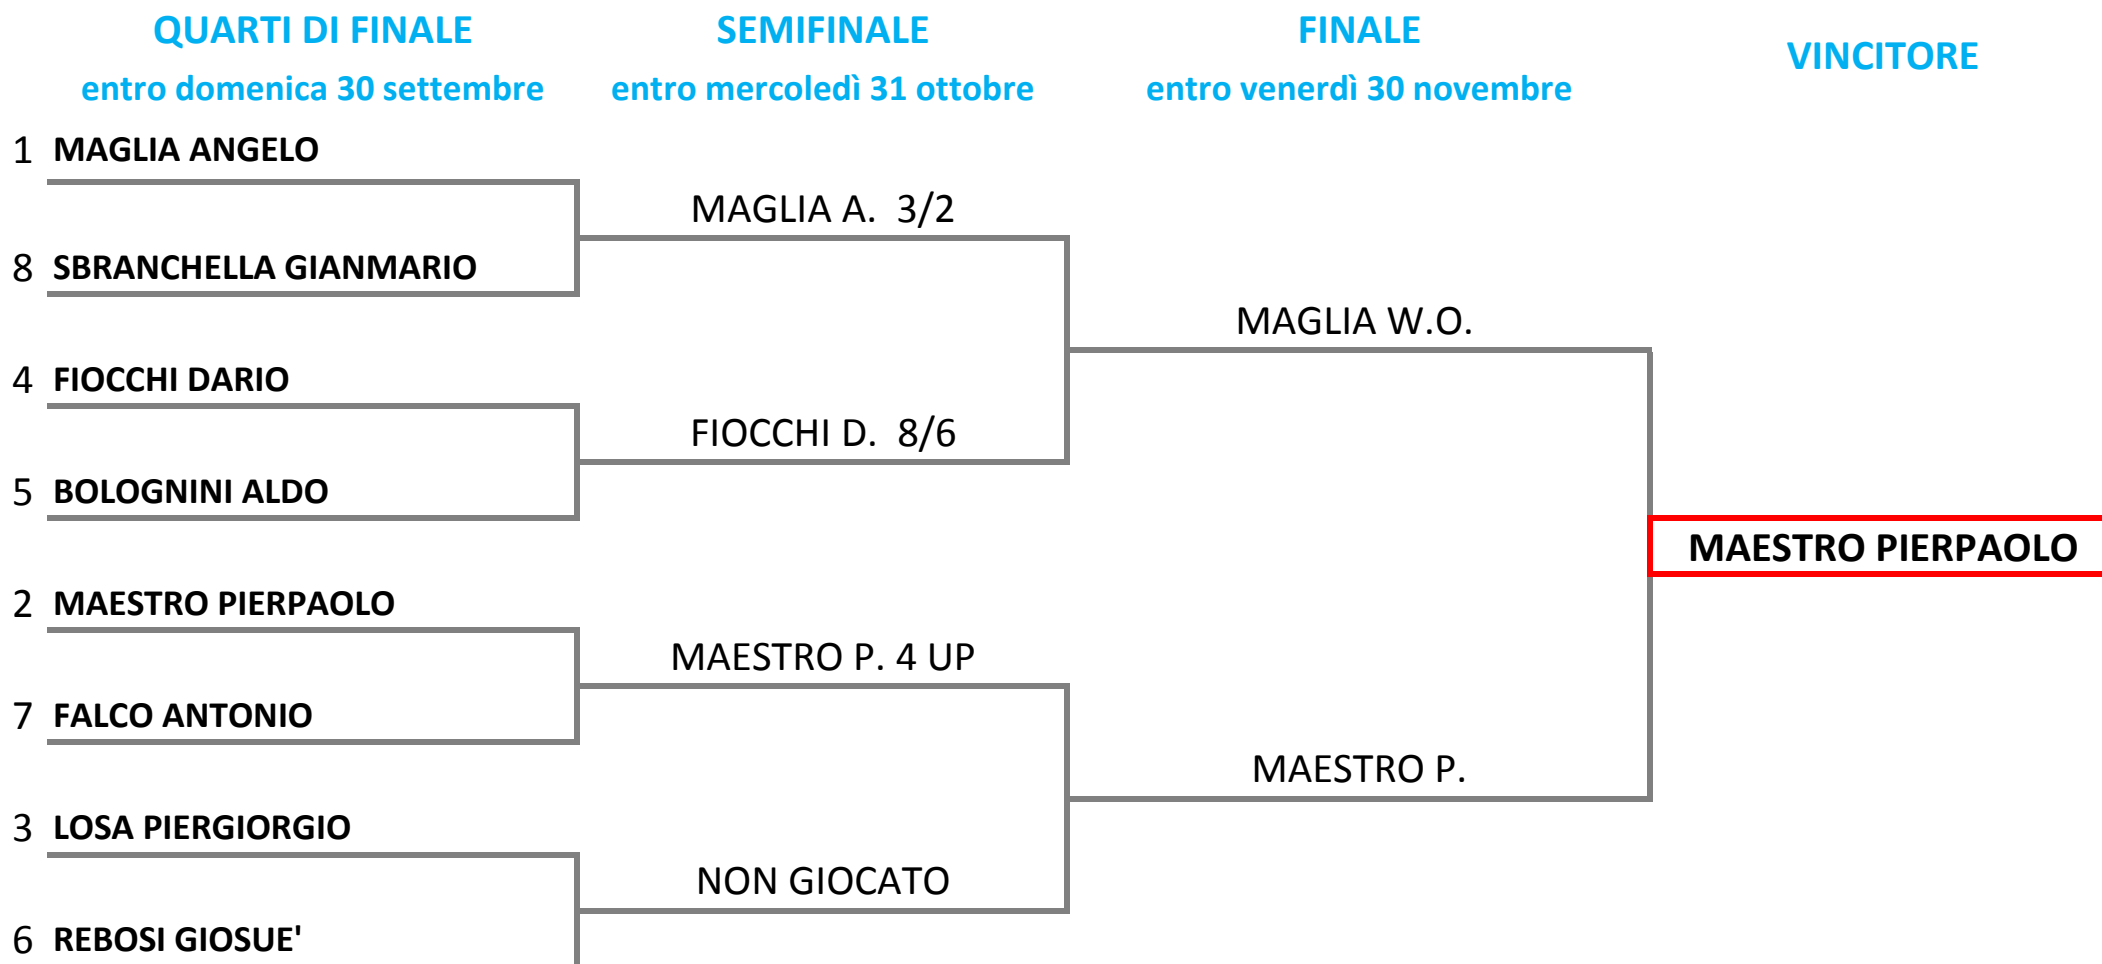 QUARTI DI FINALE
SEMIFINALE
FINALE
VINCITORE
entro domenica 30 settembre
entro mercoledì 31 ottobre
entro venerdì 30 novembre
1 MAGLIA ANGELO
MAGLIA A. 3/2
8 SBRANCHELLA GIANMARIO
MAGLIA W.O.
4 FIOCCHI DARIO
FIOCCHI D. 8/6
5 BOLOGNINI ALDO
MAESTRO PIERPAOLO
2 MAESTRO PIERPAOLO
MAESTRO P. 4 UP
7 FALCO ANTONIO
MAESTRO P.
3 LOSA PIERGIORGIO
NON GIOCATO
6 REBOSI GIOSUE'